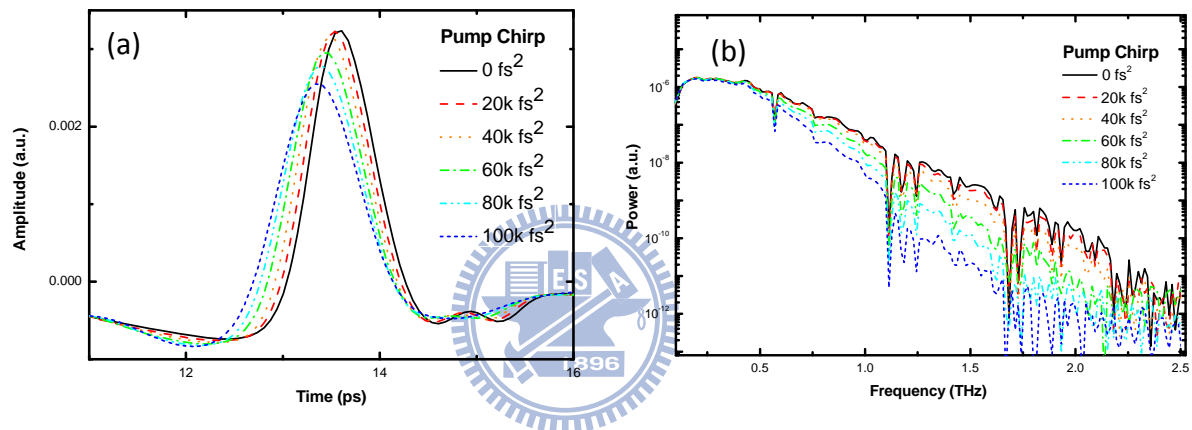 (a)
Pump Chirp
0 fs²
20k fs²
40k fs²
60k fs²
80k fs²
100k fs²
0.002
0.000
Amplitude (a.u.)
12
13
14
16
Time (ps)
E S A
1896
(b)
Pump Chirp
0 fs²
20k fs²
40k fs²
60k fs²
80k fs²
100k fs²
10⁻⁶
10⁻⁸
10⁻¹⁰
10⁻¹²
Power (a.u.)
0.5
1.0
1.5
2.0
2.5
Frequency (THz)